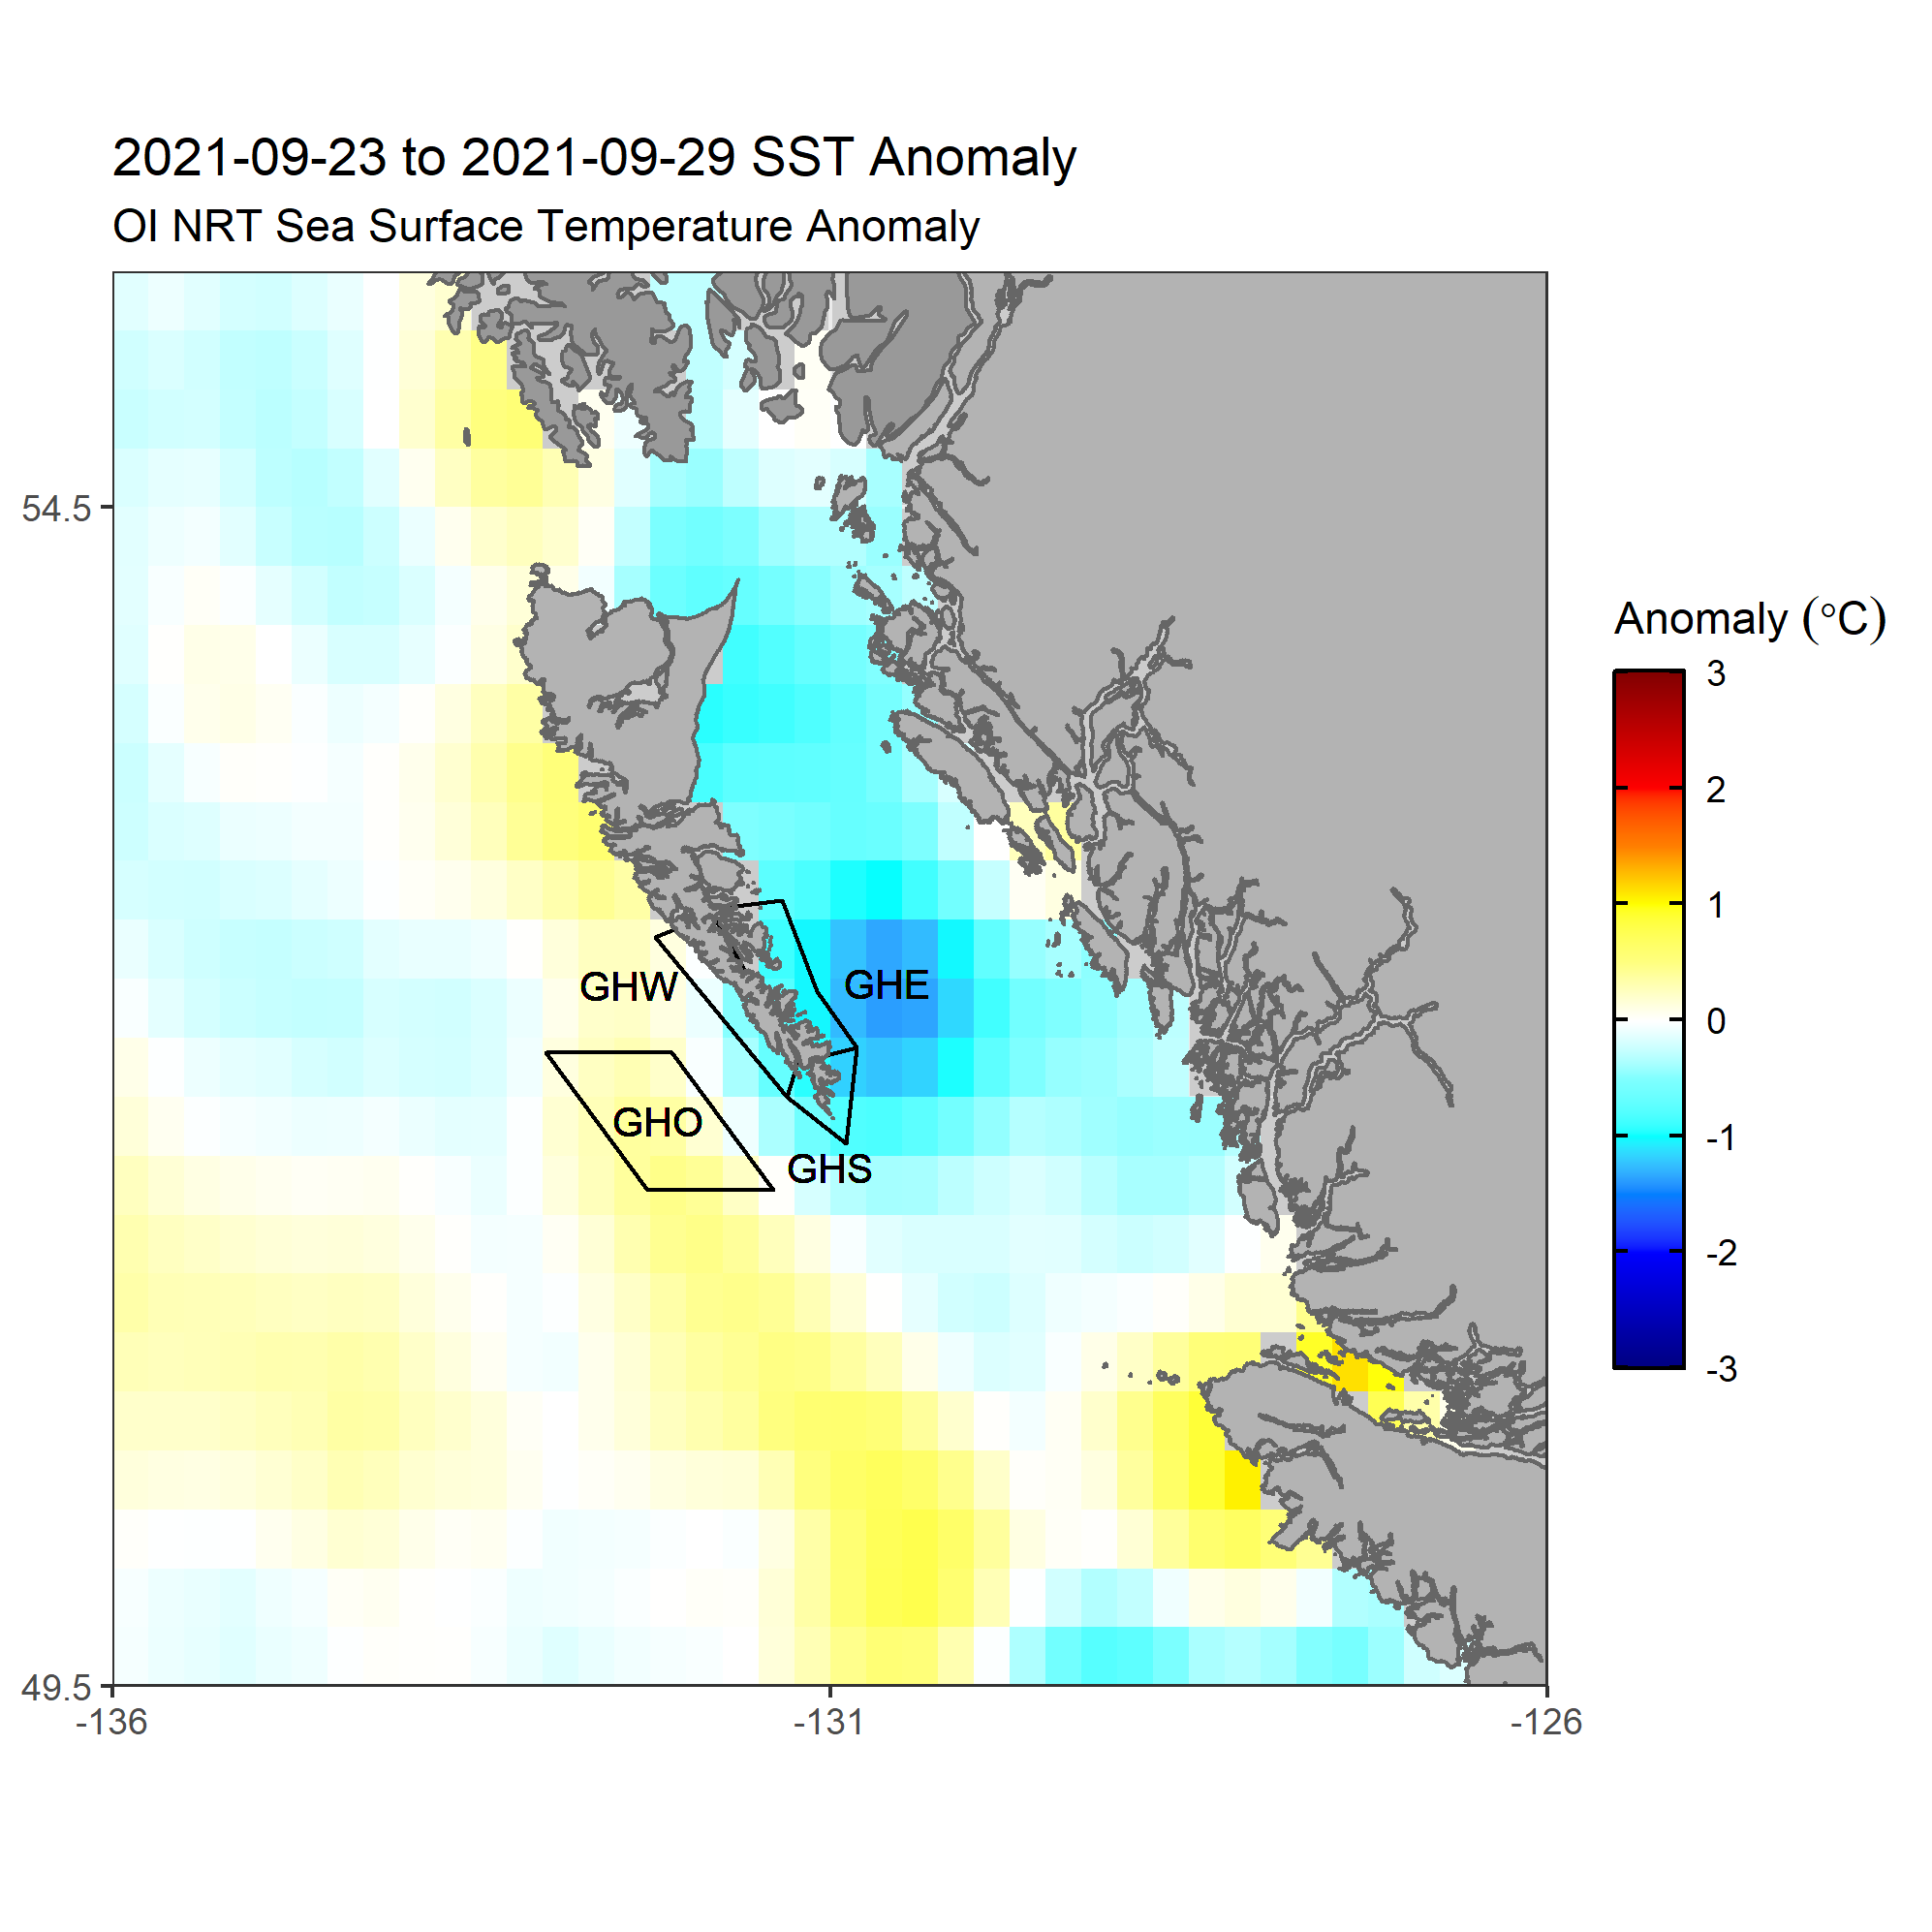 2021-09-23 to 2021-09-29 SST Anomaly
OI NRT Sea Surface Temperature Anomaly
54.5
49.5
-136
-131
-126
GHW
GHE
GHO
GHS
Anomaly (°C)
3
2
1
0
-1
-2
-3